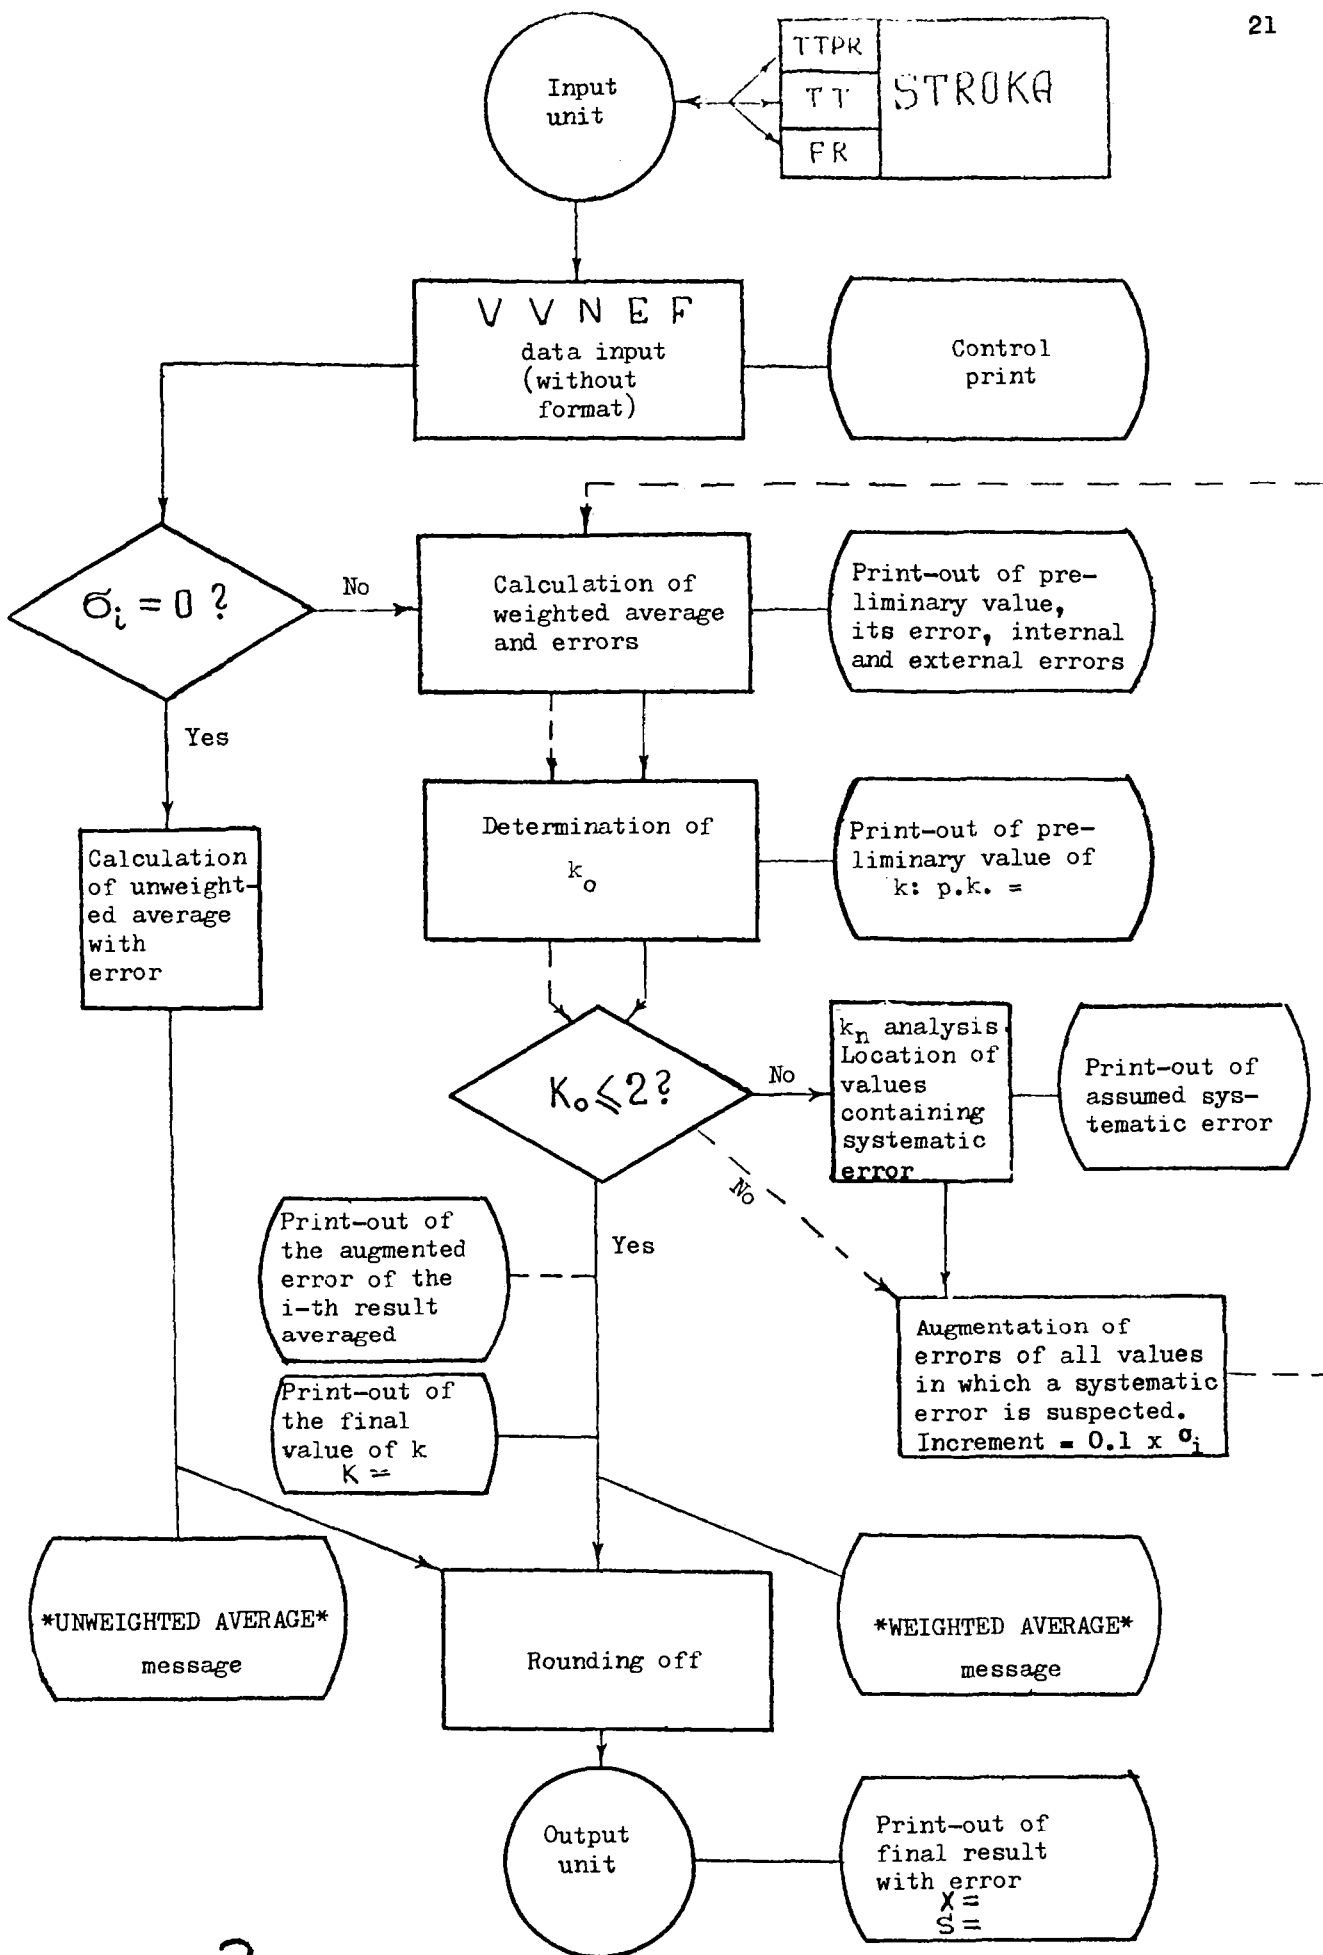 21
Input
unit
TTPR
TT
FR
STROKA
V V N E F
data input
(without
format)
Control
print
σi = 0 ?
No
Yes
Calculation of
weighted average
and errors
Print-out of pre-
liminary value,
its error, internal
and external errors
Calculation
of unweight-
ed average
with
error
Determination of
ko
Print-out of pre-
liminary value of
k: p.k. =
Ko ⩽ 2?
No
No
Yes
kn analysis.
Location of
values
containing
systematic
error
Print-out of
assumed sys-
tematic error
Print-out of
the augmented
error of the
i-th result
averaged
Augmentation of
errors of all values
in which a systematic
error is suspected.
Increment = 0.1 x σi
Print-out of
the final
value of k
K =
*UNWEIGHTED AVERAGE*
message
Rounding off
*WEIGHTED AVERAGE*
message
Output
unit
Print-out of
final result
with error
X =
S =